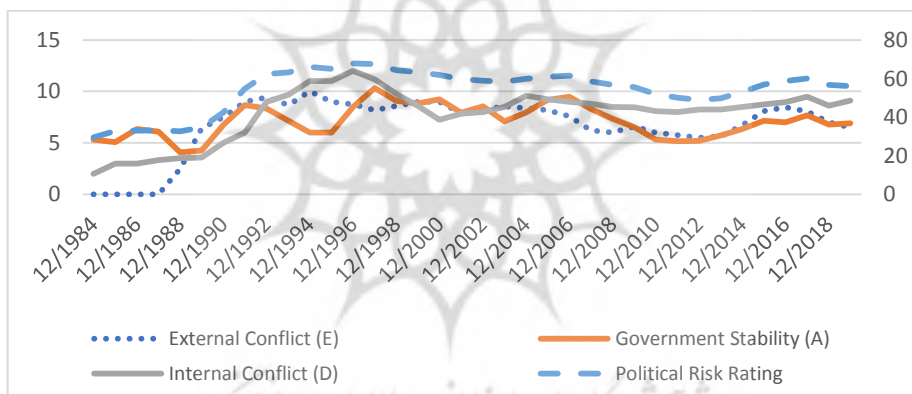 15 80
10 60
40
5 20
0 0
12/1984 12/1986 12/1988 12/1990 12/1992 12/1994 12/1996 12/1998 12/2000 12/2002 12/2004 12/2006 12/2008 12/2010 12/2012 12/2014 12/2016 12/2018
External Conflict (E) Government Stability (A)
Internal Conflict (D) Political Risk Rating